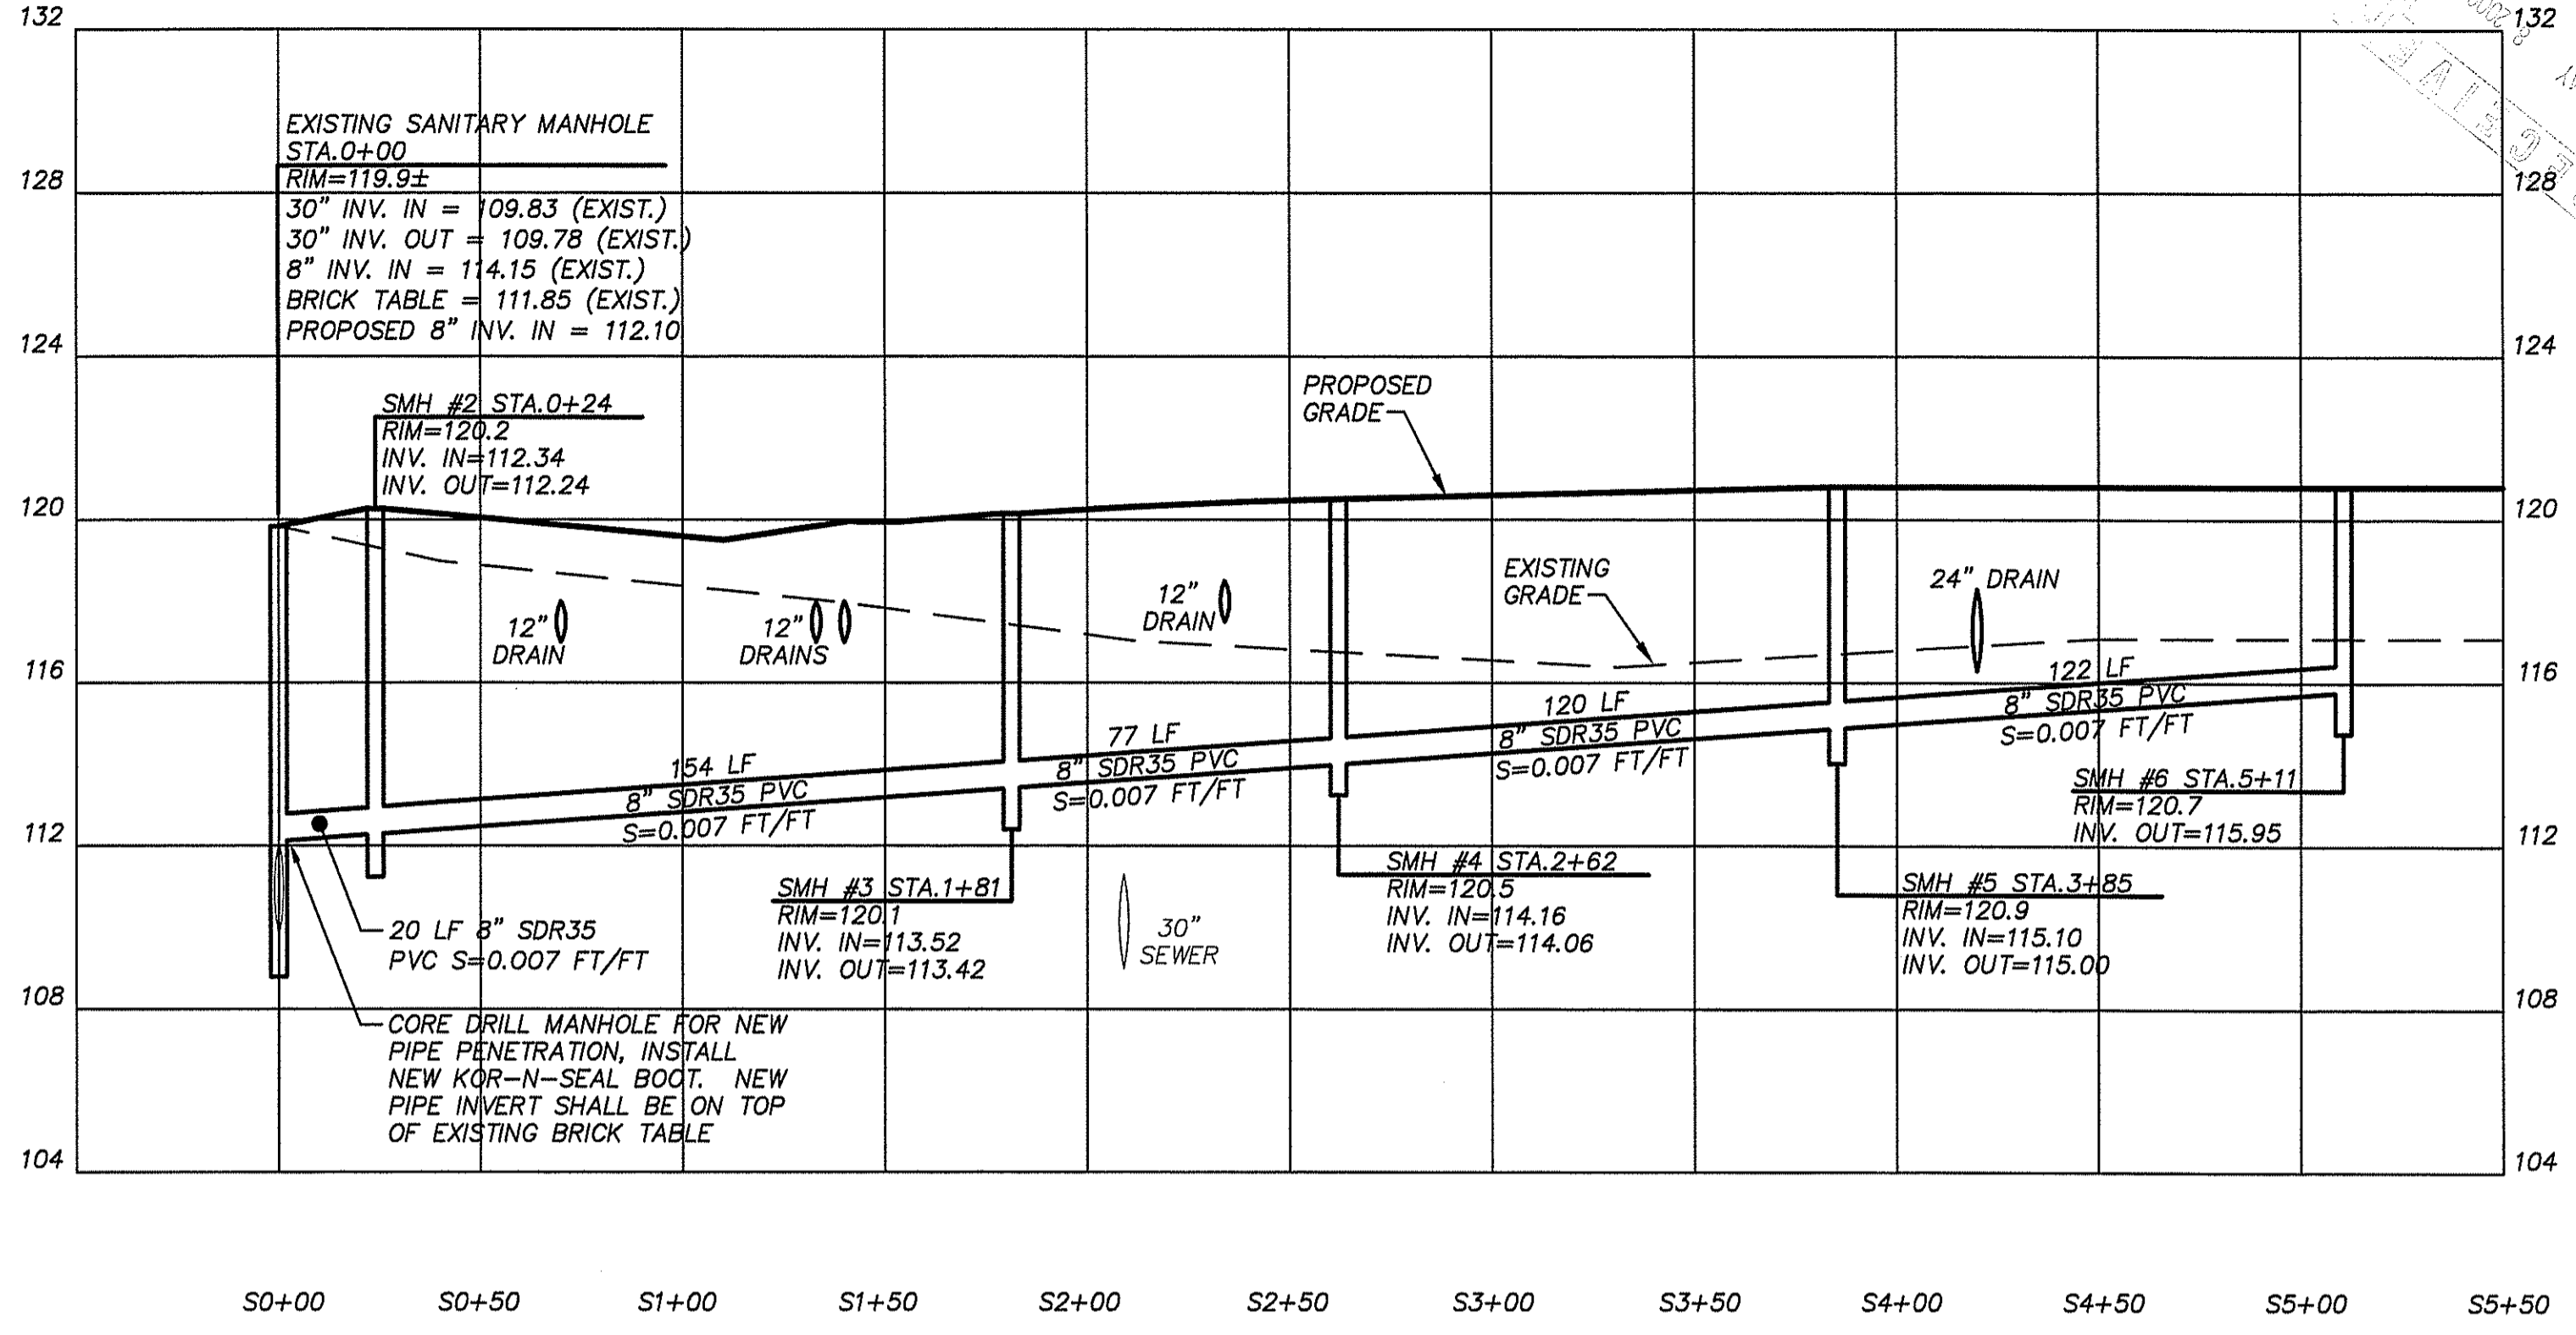 132
132
EXISTING SANITARY MANHOLE
STA.0+00
RIM=119.9±
128
128
30" INV. IN = 109.83 (EXIST.)
30" INV. OUT = 109.78 (EXIST.)
8" INV. IN = 114.15 (EXIST.)
BRICK TABLE = 111.85 (EXIST.)
PROPOSED 8" INV. IN = 112.10
124
124
SMH #2 STA.0+24
RIM=120.2
INV. IN=112.34
INV. OUT=112.24
PROPOSED
GRADE
120
120
12"
DRAIN
12"
DRAINS
12"
DRAIN
EXISTING
GRADE
24" DRAIN
116
116
154 LF
8" SDR35 PVC
S=0.007 FT/FT
77 LF
8" SDR35 PVC
S=0.007 FT/FT
120 LF
8" SDR35 PVC
S=0.007 FT/FT
122 LF
8" SDR35 PVC
S=0.007 FT/FT
SMH #6 STA.5+11
RIM=120.7
INV. OUT=115.95
112
112
20 LF 8" SDR35
PVC S=0.007 FT/FT
SMH #3 STA.1+81
RIM=120.1
INV. IN=113.52
INV. OUT=113.42
30"
SEWER
SMH #4 STA.2+62
RIM=120.5
INV. IN=114.16
INV. OUT=114.06
SMH #5 STA.3+85
RIM=120.9
INV. IN=115.10
INV. OUT=115.00
108
108
CORE DRILL MANHOLE FOR NEW
PIPE PENETRATION, INSTALL
NEW KOR-N-SEAL BOOT. NEW
PIPE INVERT SHALL BE ON TOP
OF EXISTING BRICK TABLE
104
104
S0+00 S0+50 S1+00 S1+50 S2+00 S2+50 S3+00 S3+50 S4+00 S4+50 S5+00 S5+50